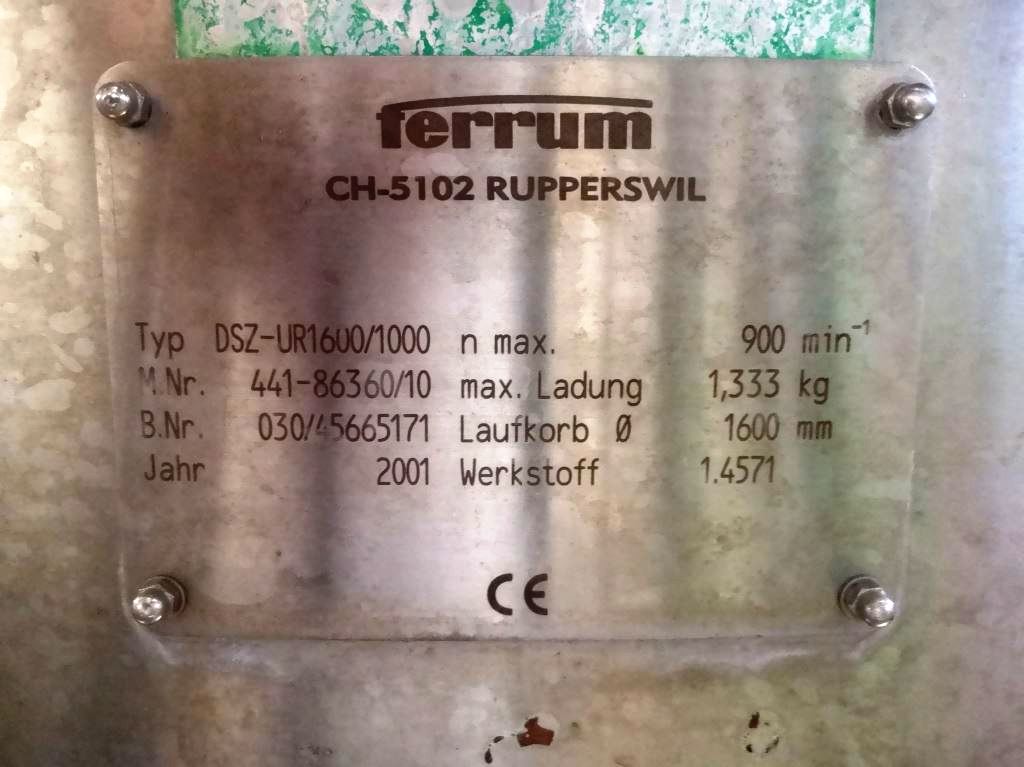 ferrum
CH-5102 RUPPERSWIL
Typ DSZ-UR1600/1000 n max. 900 min⁻¹
M.Nr. 441-86360/10 max. Ladung 1,333 kg
B.Nr. 030/45665171 Laufkorb Ø 1600 mm
Jahr 2001 Werkstoff 1.4571
CE